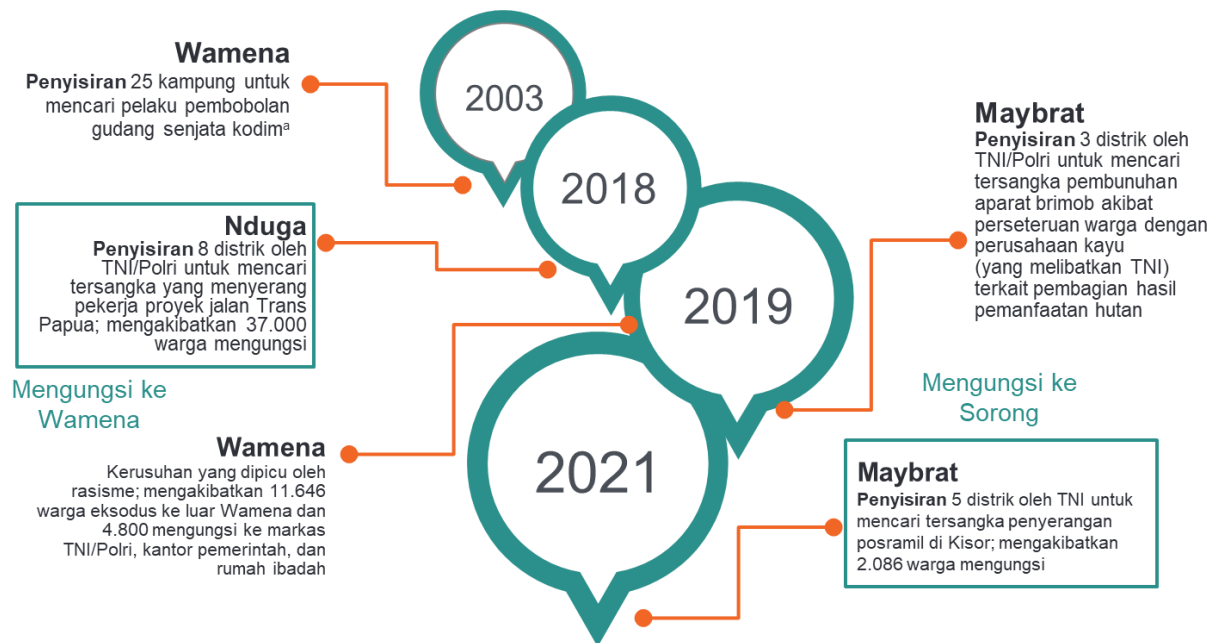 Wamena
Penyisiran 25 kampung untuk
mencari pelaku pembobolan
gudang senjata kodimᵃ
2003
2018
2019
2021
Maybrat
Penyisiran 3 distrik oleh
TNI/Polri untuk mencari
tersangka pembunuhan
aparat brimob akibat
perseteruan warga dengan
perusahaan kayu
(yang melibatkan TNI)
terkait pembagian hasil
pemanfaatan hutan
Nduga
Penyisiran 8 distrik oleh
TNI/Polri untuk mencari
tersangka yang menyerang
pekerja proyek jalan Trans
Papua; mengakibatkan 37.000
warga mengungsi
Mengungsi ke
Wamena
Mengungsi ke
Sorong
Wamena
Kerusuhan yang dipicu oleh
rasisme; mengakibatkan 11.646
warga eksodus ke luar Wamena dan
4.800 mengungsi ke markas
TNI/Polri, kantor pemerintah, dan
rumah ibadah
Maybrat
Penyisiran 5 distrik oleh TNI untuk
mencari tersangka penyerangan
posramil di Kisor; mengakibatkan
2.086 warga mengungsi